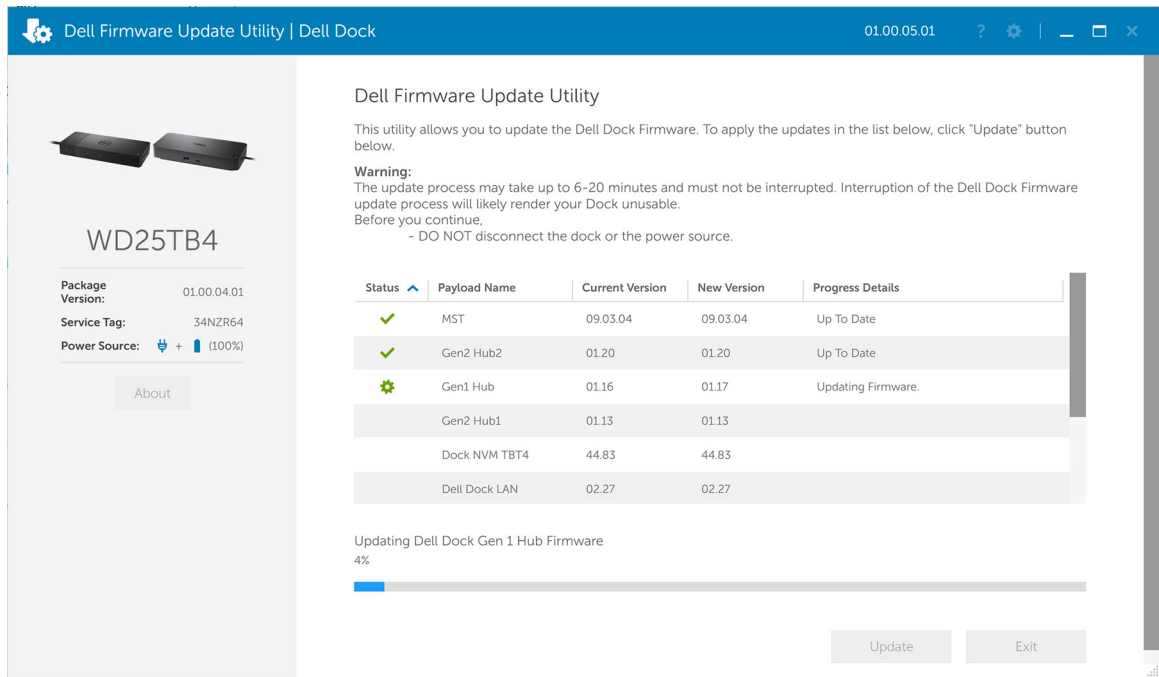 Dell Firmware Update Utility | Dell Dock
01.00.05.01
?
Dell Firmware Update Utility
This utility allows you to update the Dell Dock Firmware. To apply the updates in the list below, click "Update" button
below.
Warning:
The update process may take up to 6-20 minutes and must not be interrupted. Interruption of the Dell Dock Firmware
update process will likely render your Dock unusable.
Before you continue,
- DO NOT disconnect the dock or the power source.
WD25TB4
Package
Version: 01.00.04.01
Service Tag: 34NZR64
Power Source: + (100%)
About
Status Payload Name Current Version New Version Progress Details
MST 09.03.04 09.03.04 Up To Date
Gen2 Hub2 01.20 01.20 Up To Date
Gen1 Hub 01.16 01.17 Updating Firmware.
Gen2 Hub1 01.13 01.13
Dock NVM TBT4 44.83 44.83
Dell Dock LAN 02.27 02.27
Updating Dell Dock Gen 1 Hub Firmware
4%
Update Exit